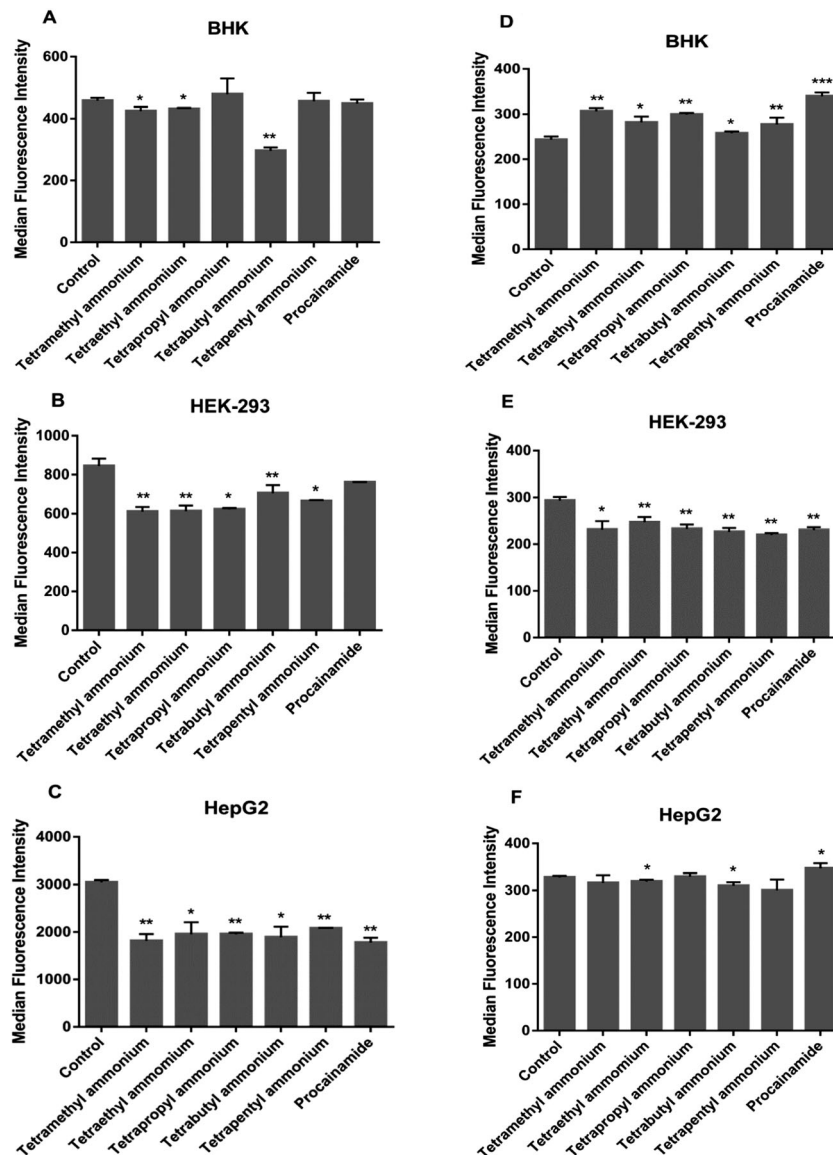 A
BHK
Median Fluorescence Intensity
600
400
200
0
*
*
**
Control
Tetramethyl ammonium
Tetraethyl ammonium
Tetrapropyl ammonium
Tetrabutyl ammonium
Tetrapentyl ammonium
Procainamide
D
BHK
Median Fluorescence Intensity
400
300
200
100
0
**
*
**
*
**
***
Control
Tetramethyl ammonium
Tetraethyl ammonium
Tetrapropyl ammonium
Tetrabutyl ammonium
Tetrapentyl ammonium
Procainamide
B
HEK-293
Median Fluorescence Intensity
1000
800
600
400
200
0
**
**
*
**
*
Control
Tetramethyl ammonium
Tetraethyl ammonium
Tetrapropyl ammonium
Tetrabutyl ammonium
Tetrapentyl ammonium
Procainamide
E
HEK-293
Median Fluorescence Intensity
400
300
200
100
0
*
**
**
**
**
**
Control
Tetramethyl ammonium
Tetraethyl ammonium
Tetrapropyl ammonium
Tetrabutyl ammonium
Tetrapentyl ammonium
Procainamide
C
HepG2
Median Fluorescence Intensity
4000
3000
2000
1000
0
**
*
**
*
**
**
Control
Tetramethyl ammonium
Tetraethyl ammonium
Tetrapropyl ammonium
Tetrabutyl ammonium
Tetrapentyl ammonium
Procainamide
F
HepG2
Median Fluorescence Intensity
400
300
200
100
0
*
*
*
Control
Tetramethyl ammonium
Tetraethyl ammonium
Tetrapropyl ammonium
Tetrabutyl ammonium
Tetrapentyl ammonium
Procainamide